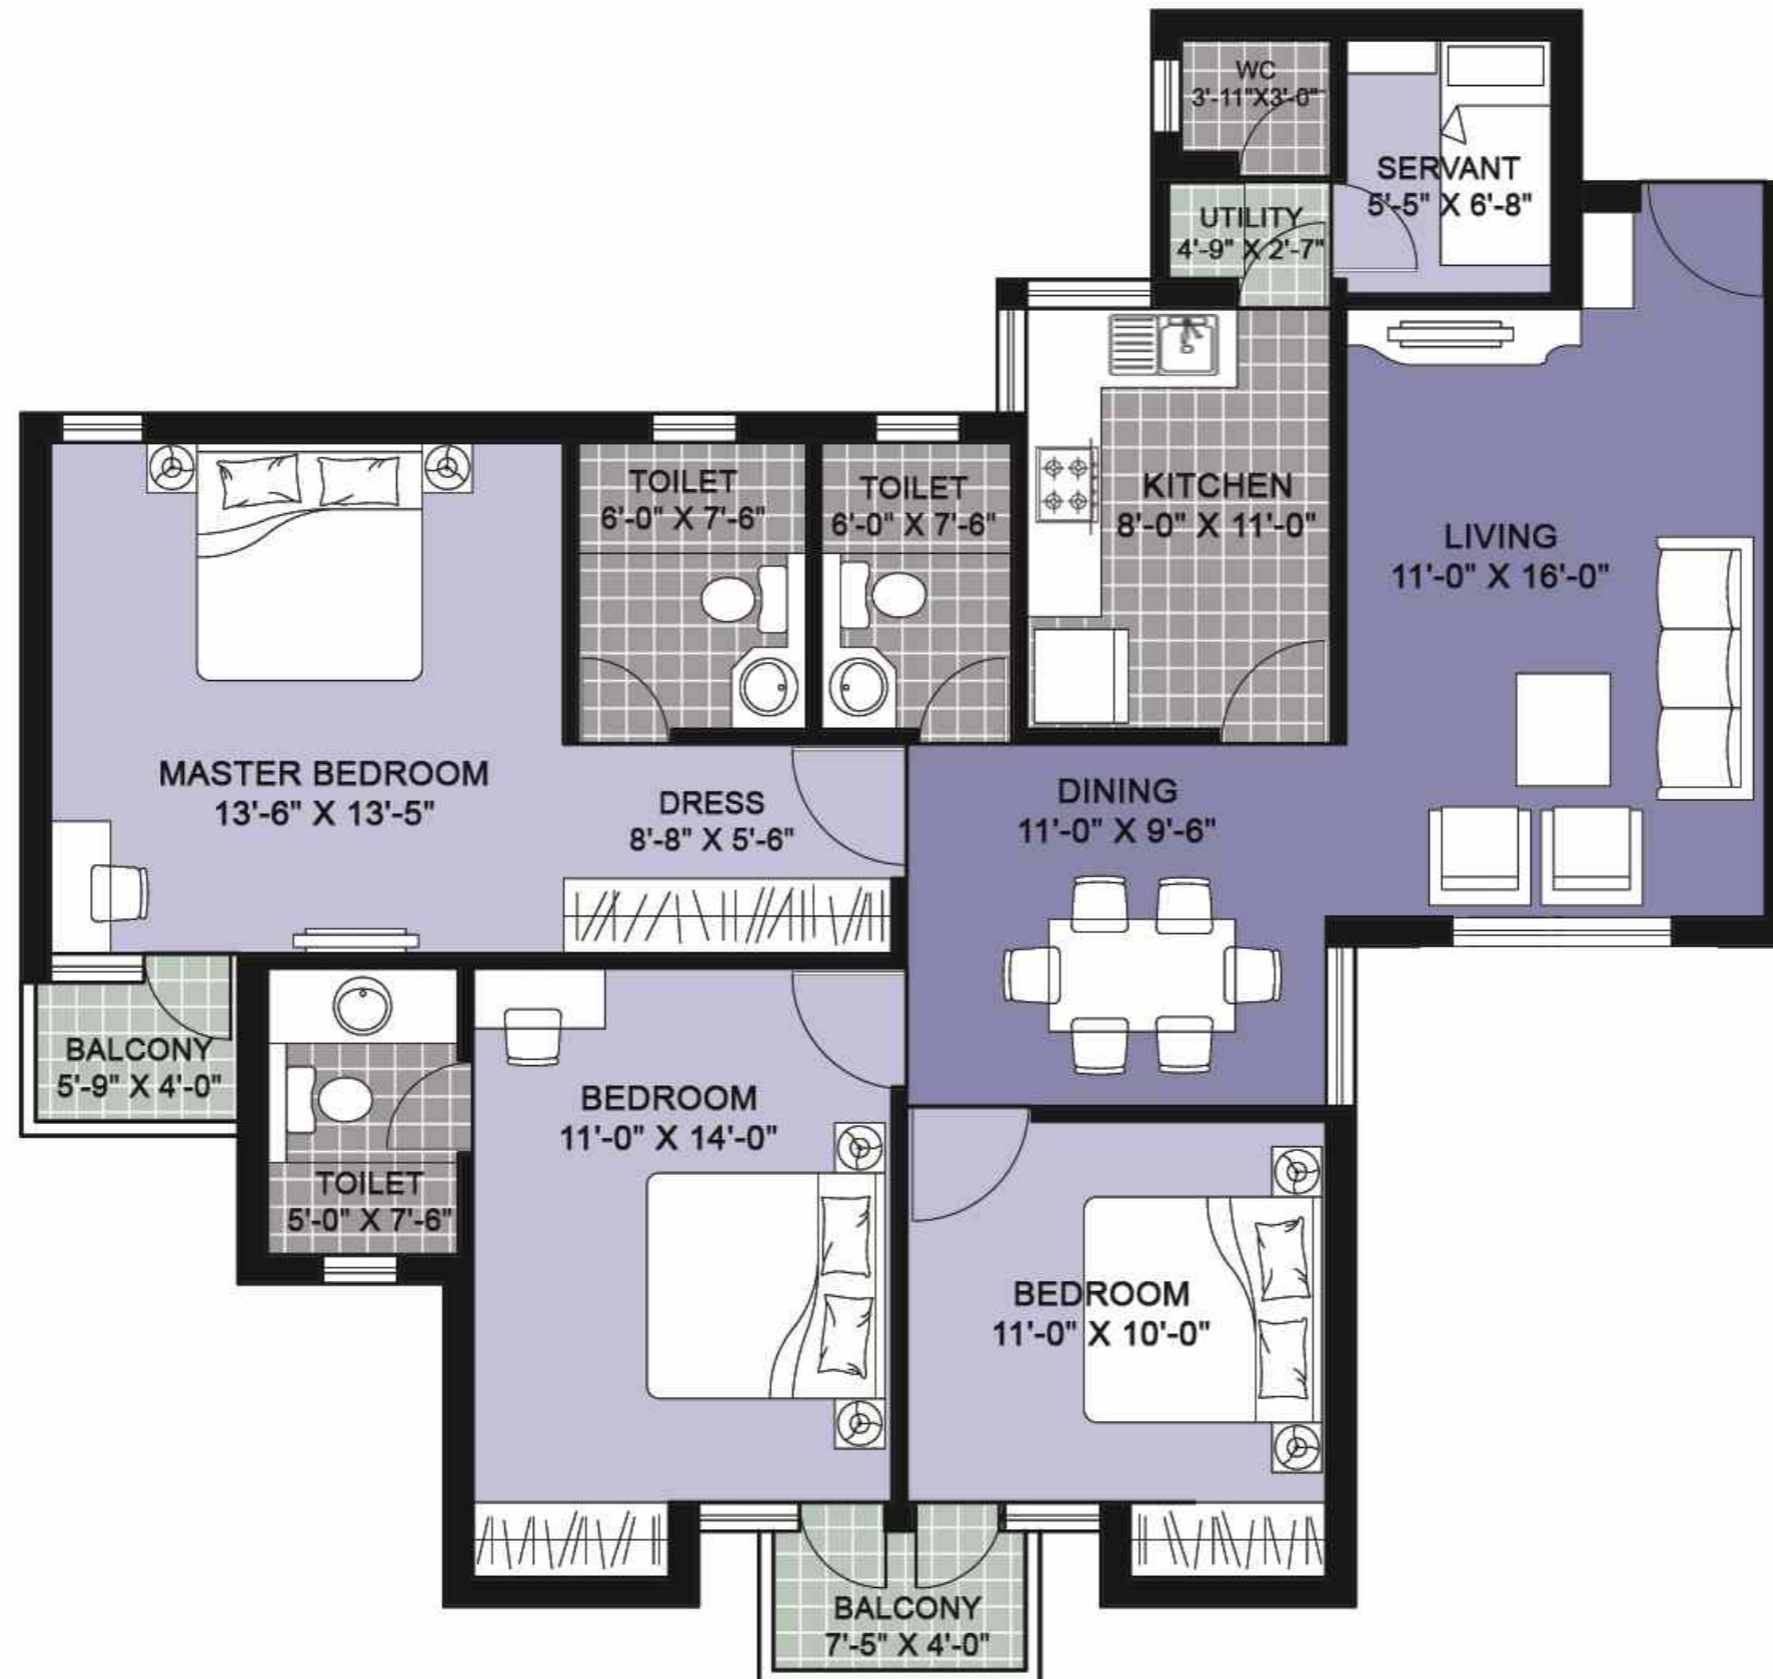 WC
3'-11"X3'-0"
SERVANT
5'-5" X 6'-8"
UTILITY
4'-9" X 2'-7"
TOILET
6'-0" X 7'-6"
TOILET
6'-0" X 7'-6"
KITCHEN
8'-0" X 11'-0"
LIVING
11'-0" X 16'-0"
MASTER BEDROOM
13'-6" X 13'-5"
DRESS
8'-8" X 5'-6"
DINING
11'-0" X 9'-6"
BALCONY
5'-9" X 4'-0"
TOILET
5'-0" X 7'-6"
BEDROOM
11'-0" X 14'-0"
BEDROOM
11'-0" X 10'-0"
BALCONY
7'-5" X 4'-0"